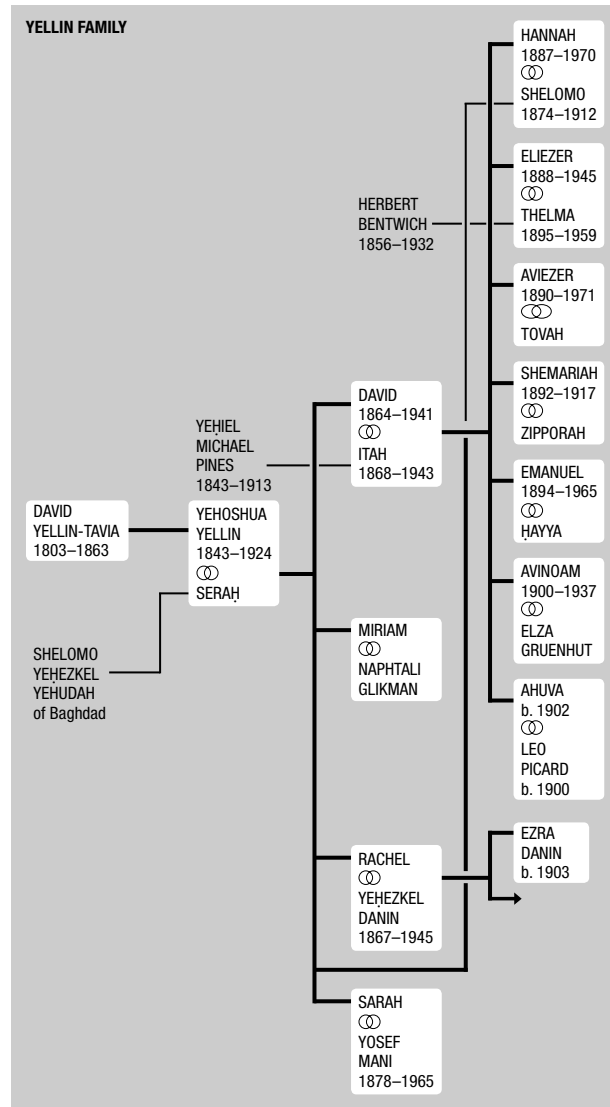 YELLIN FAMILY
DAVID
YELLIN-TAVIA
1803–1863
SHELOMO
YEḤEZKEL
YEHUDAH
of Baghdad
YEHOSHUA
YELLIN
1843–1924
SERAḤ
YEḤIEL
MICHAEL
PINES
1843–1913
DAVID
1864–1941
ITAH
1868–1943
MIRIAM
NAPHTALI
GLIKMAN
RACHEL
YEḤEZKEL
DANIN
1867–1945
SARAH
YOSEF
MANI
1878–1965
HERBERT
BENTWICH
1856–1932
HANNAH
1887–1970
SHELOMO
1874–1912
ELIEZER
1888–1945
THELMA
1895–1959
AVIEZER
1890–1971
TOVAH
SHEMARIAH
1892–1917
ZIPPORAH
EMANUEL
1894–1965
ḤAYYA
AVINOAM
1900–1937
ELZA
GRUENHUT
AHUVA
b. 1902
LEO
PICARD
b. 1900
EZRA
DANIN
b. 1903